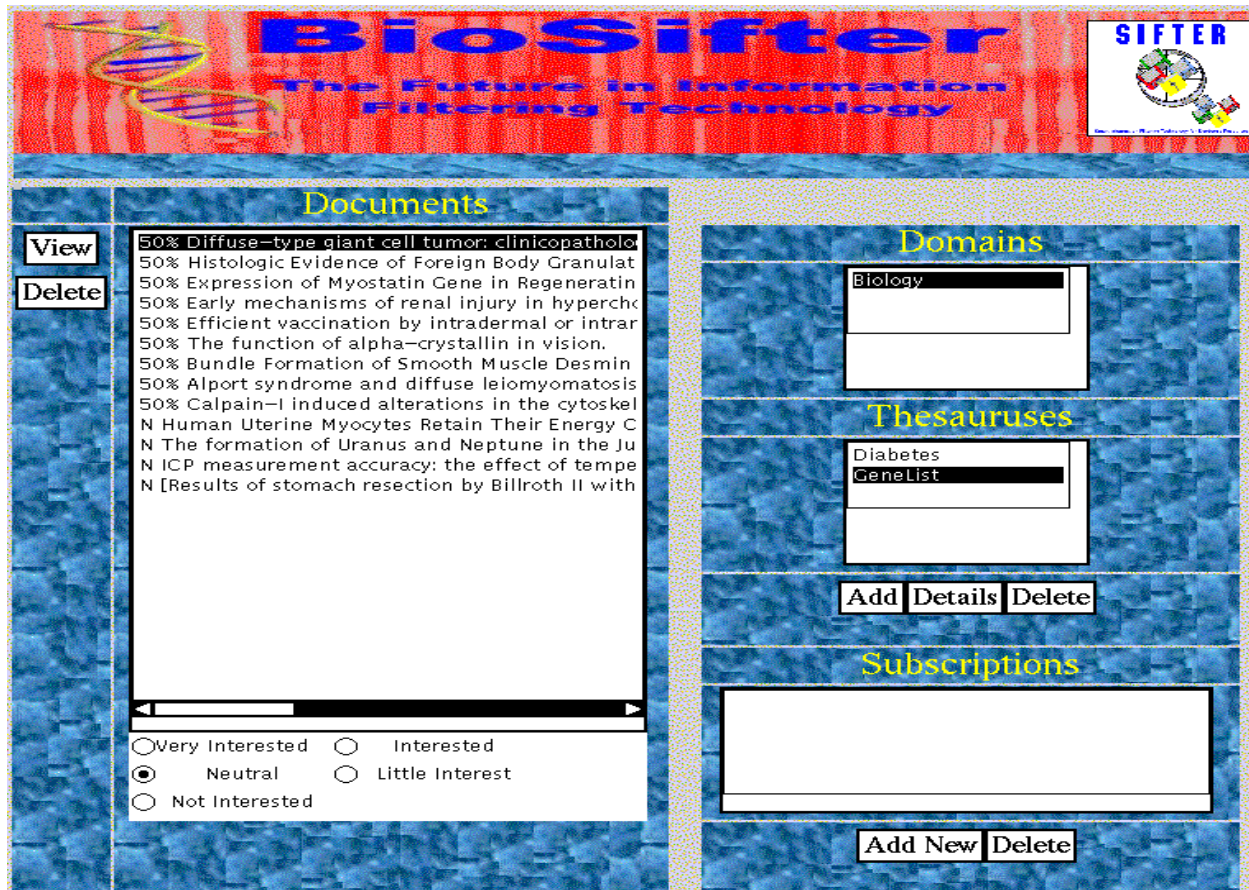 BioSifter
The Future in Information
Filtering Technology
SIFTER
Documents
View
Delete
50% Diffuse-type giant cell tumor: clinicopatholo
50% Histologic Evidence of Foreign Body Granulat
50% Expression of Myostatin Gene in Regeneratin
50% Early mechanisms of renal injury in hypercho
50% Efficient vaccination by intradermal or intrar
50% The function of alpha-crystallin in vision.
50% Bundle Formation of Smooth Muscle Desmin
50% Alport syndrome and diffuse leiomyomatosis
50% Calpain-I induced alterations in the cytoskel
N Human Uterine Myocytes Retain Their Energy C
N The formation of Uranus and Neptune in the Ju
N ICP measurement accuracy: the effect of tempe
N [Results of stomach resection by Billroth II with
Very Interested Interested
Neutral Little Interest
Not Interested
Domains
Biology
Thesauruses
Diabetes
GeneList
Add Details Delete
Subscriptions
Add New Delete